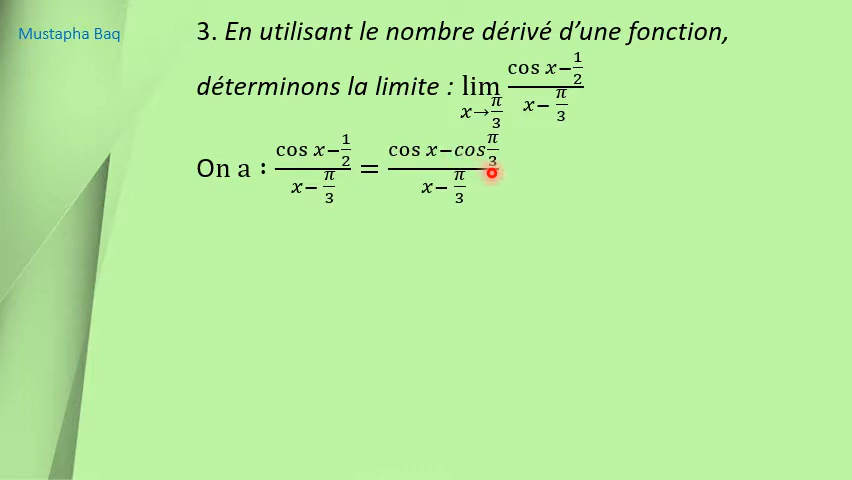 Mustapha Baq
3. En utilisant le nombre dérivé d’une fonction,
déterminons la limite : lim x→π/3 (cos x−1/2)/(x− π/3)
On a : (cos x−1/2)/(x− π/3) = (cos x−cos π/3)/(x− π/3)